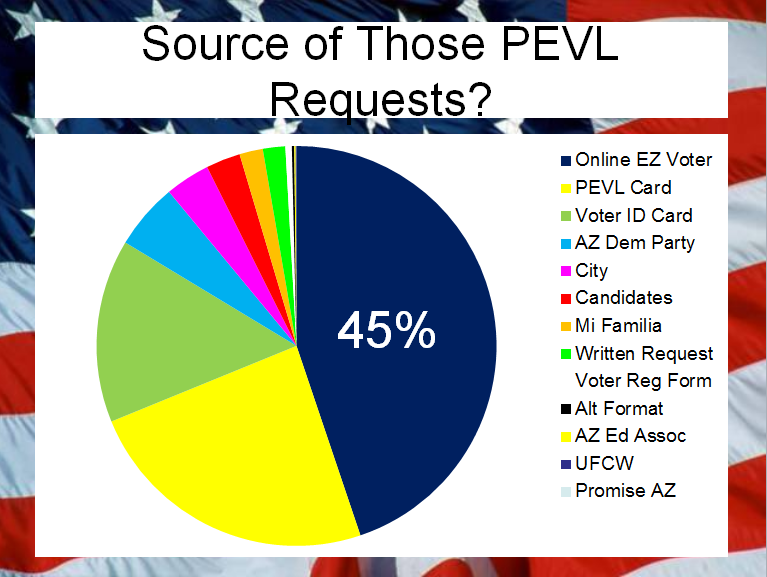 Source of Those PEVL
Requests?
45%
Online EZ Voter
PEVL Card
Voter ID Card
AZ Dem Party
City
Candidates
Mi Familia
Written Request
Voter Reg Form
Alt Format
AZ Ed Assoc
UFCW
Promise AZ